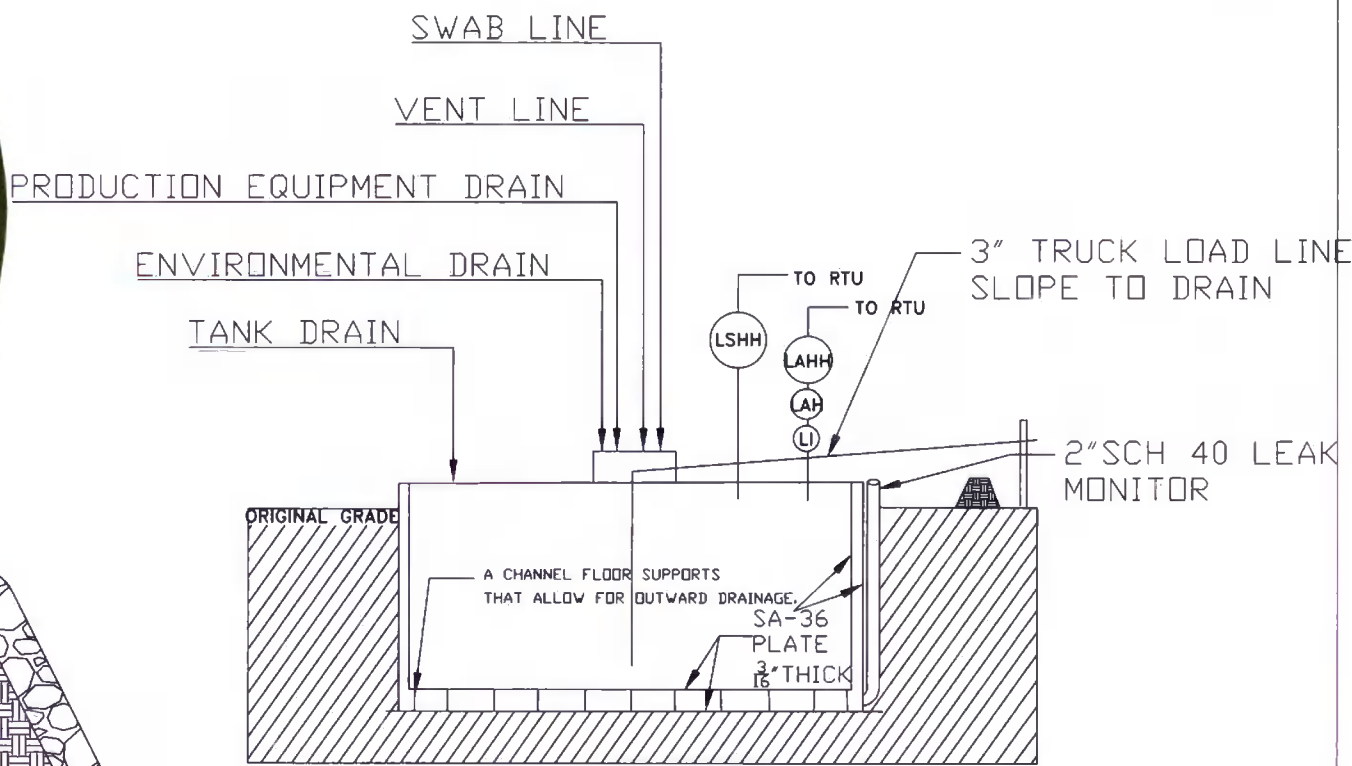 SWAB LINE
VENT LINE
PRODUCTION EQUIPMENT DRAIN
ENVIRONMENTAL DRAIN
TANK DRAIN
3" TRUCK LOAD LINE
SLOPE TO DRAIN
TO RTU
TO RTU
LSHH
LAHH
LAH
LI
2"SCH 40 LEAK
MONITOR
ORIGINAL GRADE
A CHANNEL FLOOR SUPPORTS
THAT ALLOW FOR OUTWARD DRAINAGE.
SA-36
PLATE
3/16" THICK